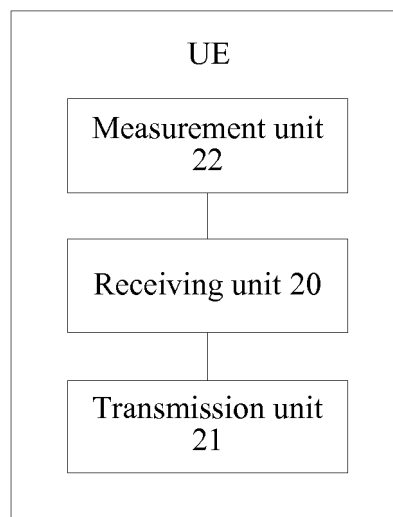 UE
Measurement unit
22
Receiving unit 20
Transmission unit
21